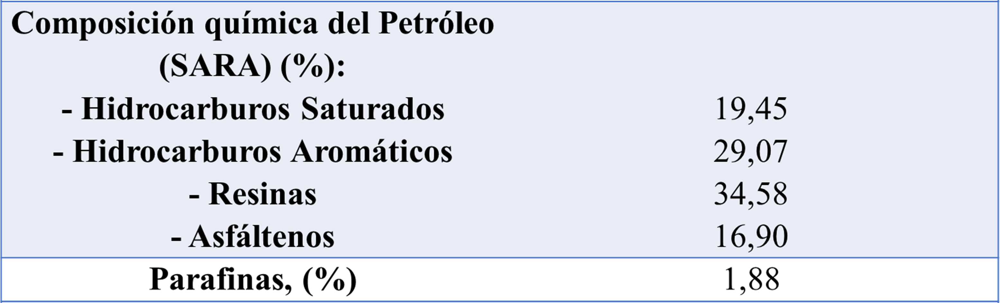 Composición química del Petróleo
(SARA) (%):
- Hidrocarburos Saturados 19,45
- Hidrocarburos Aromáticos 29,07
- Resinas 34,58
- Asfáltenos 16,90
Parafinas, (%) 1,88